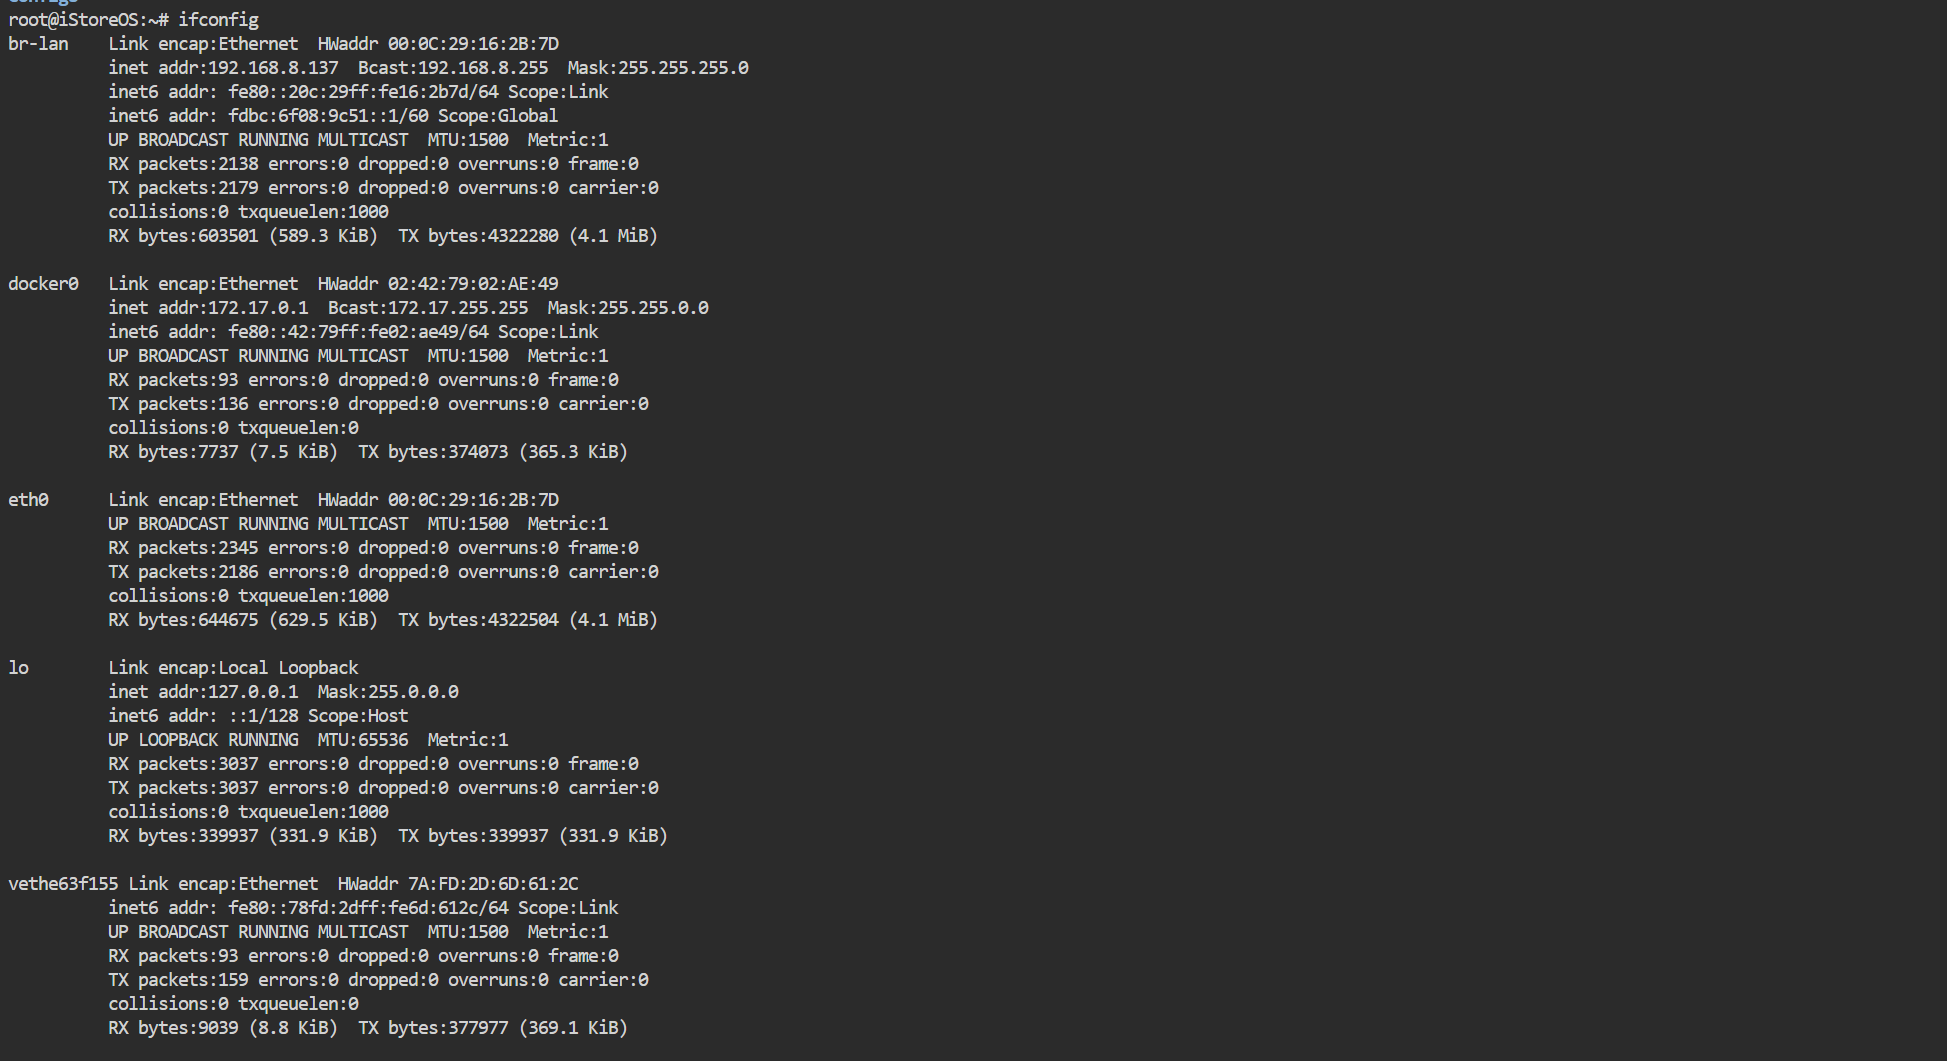 root@iStoreOS:~# ifconfig
br-lan    Link encap:Ethernet  HWaddr 00:0C:29:16:2B:7D
          inet addr:192.168.8.137  Bcast:192.168.8.255  Mask:255.255.255.0
          inet6 addr: fe80::20c:29ff:fe16:2b7d/64 Scope:Link
          inet6 addr: fdbc:6f08:9c51::1/60 Scope:Global
          UP BROADCAST RUNNING MULTICAST  MTU:1500  Metric:1
          RX packets:2138 errors:0 dropped:0 overruns:0 frame:0
          TX packets:2179 errors:0 dropped:0 overruns:0 carrier:0
          collisions:0 txqueuelen:1000
          RX bytes:603501 (589.3 KiB)  TX bytes:4322280 (4.1 MiB)

docker0   Link encap:Ethernet  HWaddr 02:42:79:02:AE:49
          inet addr:172.17.0.1  Bcast:172.17.255.255  Mask:255.255.0.0
          inet6 addr: fe80::42:79ff:fe02:ae49/64 Scope:Link
          UP BROADCAST RUNNING MULTICAST  MTU:1500  Metric:1
          RX packets:93 errors:0 dropped:0 overruns:0 frame:0
          TX packets:136 errors:0 dropped:0 overruns:0 carrier:0
          collisions:0 txqueuelen:0
          RX bytes:7737 (7.5 KiB)  TX bytes:374073 (365.3 KiB)

eth0      Link encap:Ethernet  HWaddr 00:0C:29:16:2B:7D
          UP BROADCAST RUNNING MULTICAST  MTU:1500  Metric:1
          RX packets:2345 errors:0 dropped:0 overruns:0 frame:0
          TX packets:2186 errors:0 dropped:0 overruns:0 carrier:0
          collisions:0 txqueuelen:1000
          RX bytes:644675 (629.5 KiB)  TX bytes:4322504 (4.1 MiB)

lo        Link encap:Local Loopback
          inet addr:127.0.0.1  Mask:255.0.0.0
          inet6 addr: ::1/128 Scope:Host
          UP LOOPBACK RUNNING  MTU:65536  Metric:1
          RX packets:3037 errors:0 dropped:0 overruns:0 frame:0
          TX packets:3037 errors:0 dropped:0 overruns:0 carrier:0
          collisions:0 txqueuelen:1000
          RX bytes:339937 (331.9 KiB)  TX bytes:339937 (331.9 KiB)

vethe63f155 Link encap:Ethernet  HWaddr 7A:FD:2D:6D:61:2C
          inet6 addr: fe80::78fd:2dff:fe6d:612c/64 Scope:Link
          UP BROADCAST RUNNING MULTICAST  MTU:1500  Metric:1
          RX packets:93 errors:0 dropped:0 overruns:0 frame:0
          TX packets:159 errors:0 dropped:0 overruns:0 carrier:0
          collisions:0 txqueuelen:0
          RX bytes:9039 (8.8 KiB)  TX bytes:377977 (369.1 KiB)